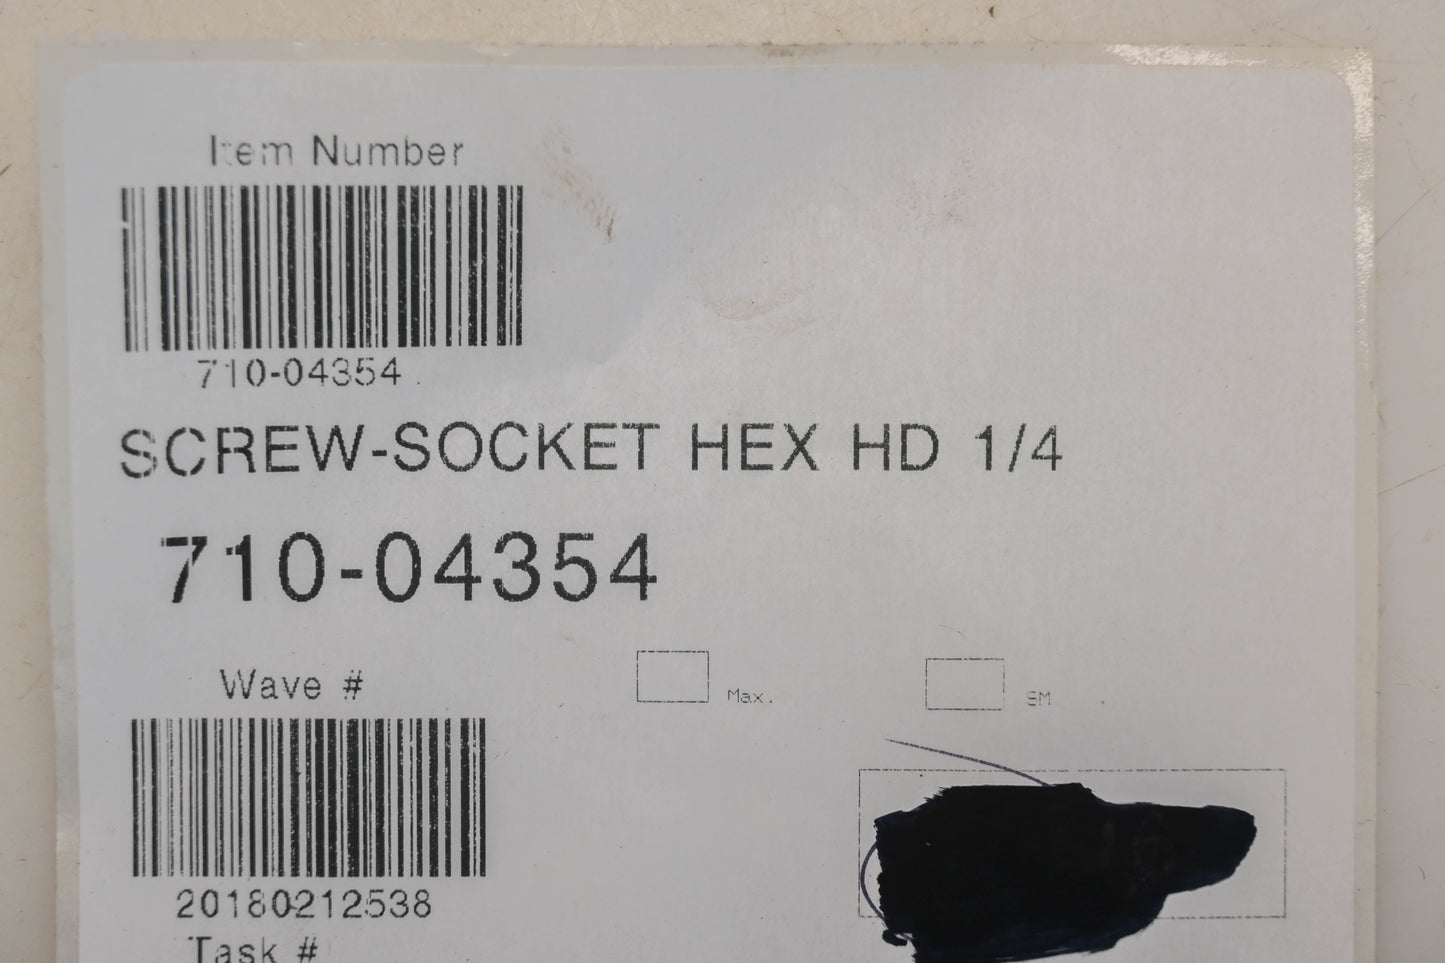 Item Number
710-04354
SCREW-SOCKET HEX HD 1/4
710-04354
Wave #
Max.
SM
20180212538
Task #